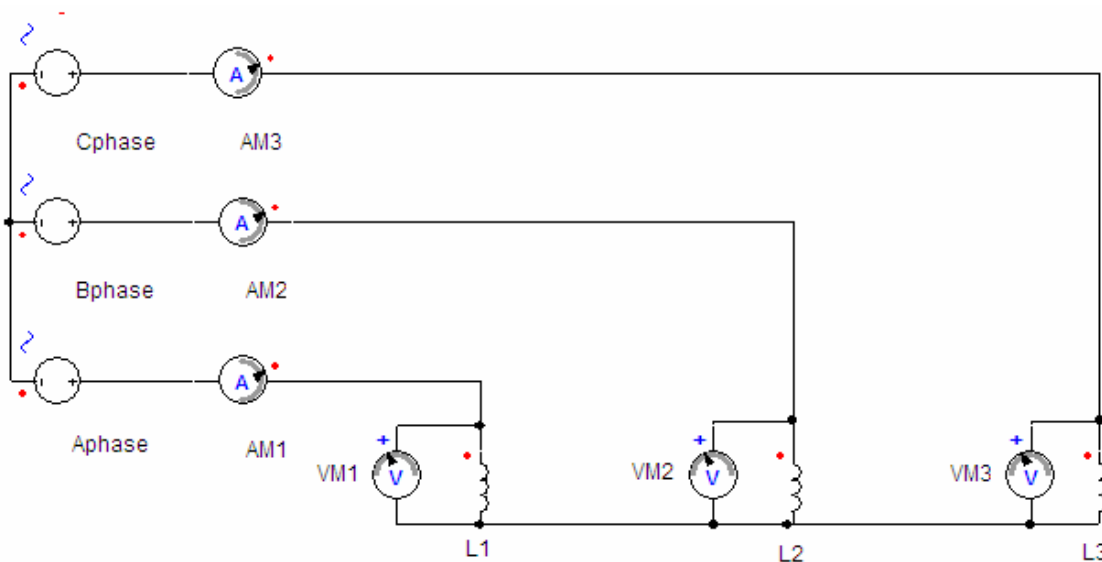 A
Cphase AM3
A
Bphase AM2
A
Aphase AM1
+ + +
VM1 V VM2 V VM3 V
L1 L2 L3